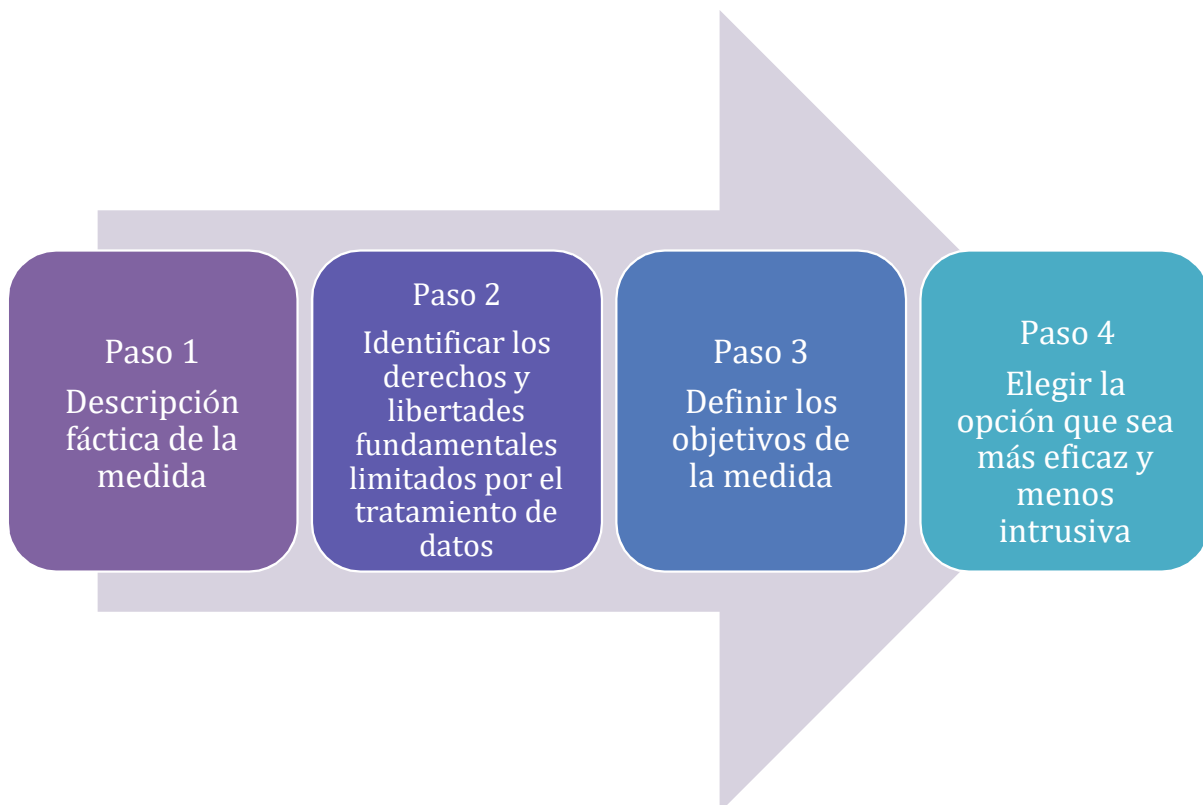 Paso 1
Descripción
fáctica de la
medida
Paso 2
Identificar los
derechos y
libertades
fundamentales
limitados por el
tratamiento de
datos
Paso 3
Definir los
objetivos de
la medida
Paso 4
Elegir la
opción que sea
más eficaz y
menos
intrusiva